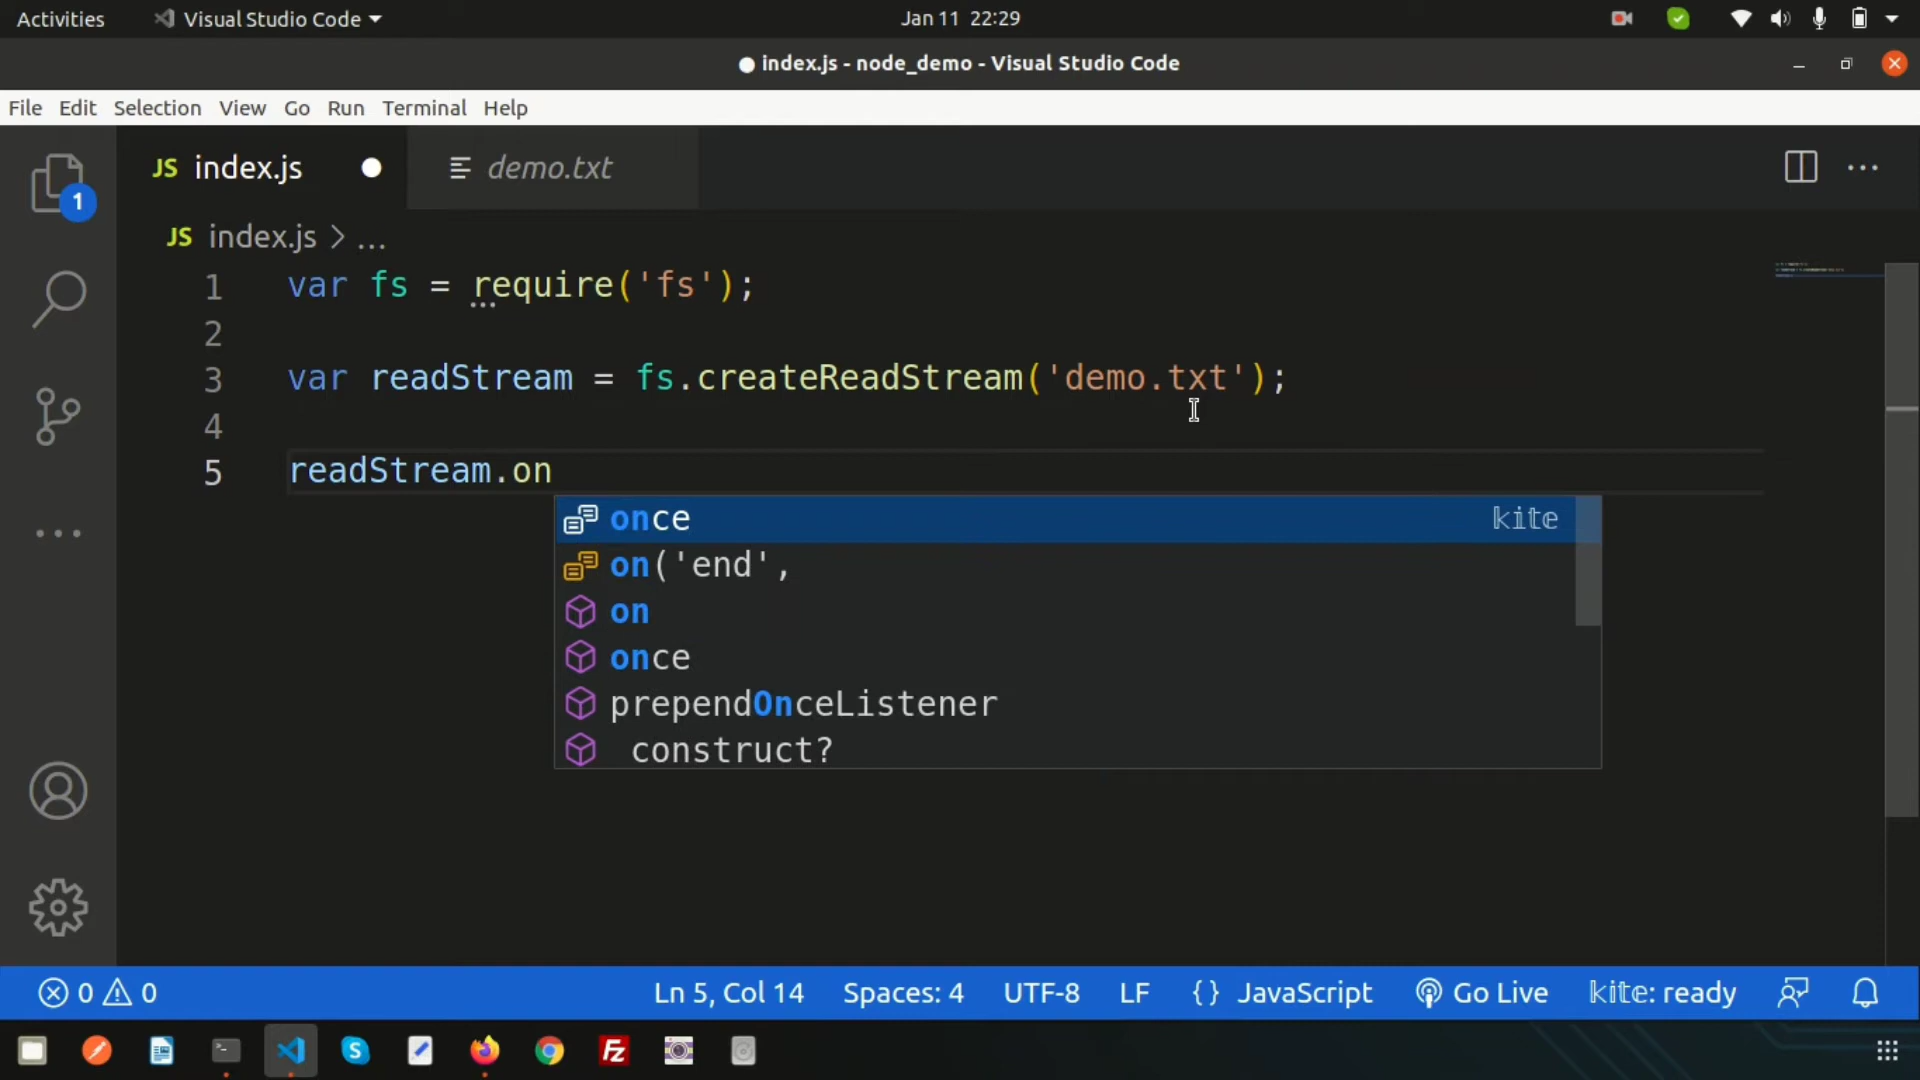 Activities Visual Studio Code Jan 11 22:29
index.js - node_demo - Visual Studio Code
File Edit Selection View Go Run Terminal Help
JS index.js demo.txt
1
JS index.js > ...
1 var fs = require('fs');
2
3 var readStream = fs.createReadStream('demo.txt');
4
5 readStream.on
once kite
on('end',
on
once
prependOnceListener
construct?
0 0 Ln 5, Col 14 Spaces: 4 UTF-8 LF {} JavaScript Go Live kite: ready